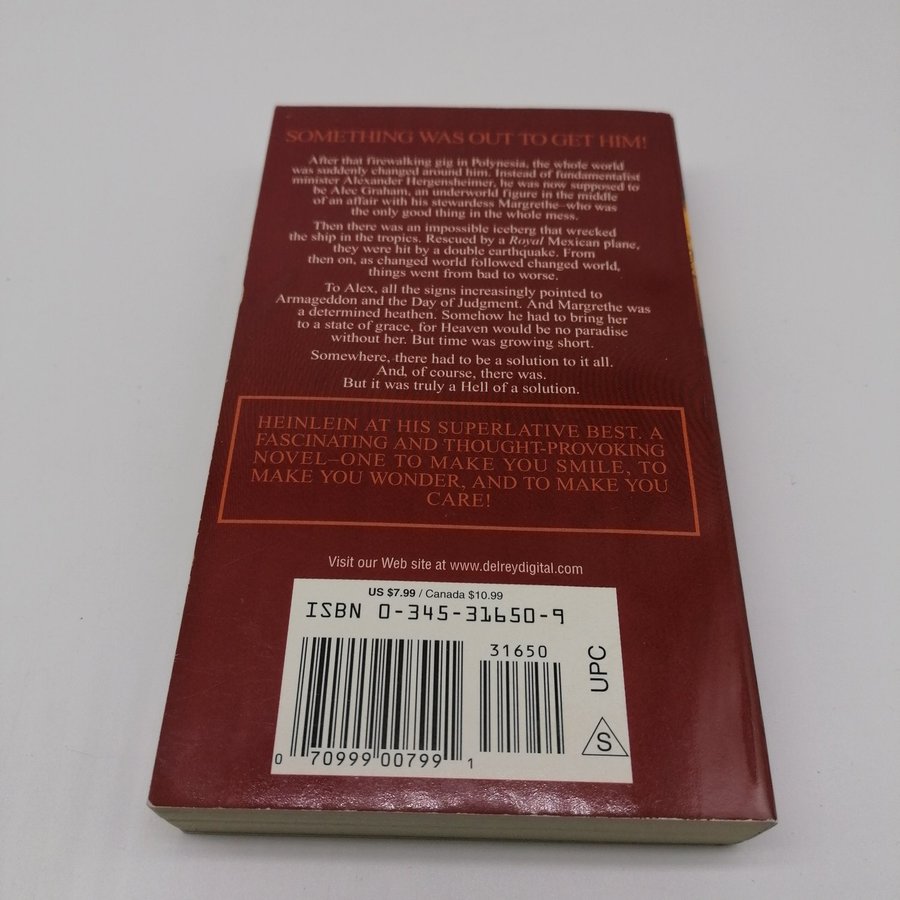 SOMETHING WAS OUT TO GET HIM!
After that firewalking gig in Polynesia, the whole world
was suddenly changed around him. Instead of fundamentalist
minister Alexander Hergensheimer, he was now supposed to
be Alec Graham, an underworld figure in the middle
of an affair with his stewardess Margrethe–who was
the only good thing in the whole mess.
Then there was an impossible iceberg that wrecked
the ship in the tropics. Rescued by a Royal Mexican plane,
they were hit by a double earthquake. From
then on, as changed world followed changed world,
things went from bad to worse.
To Alex, all the signs increasingly pointed to
Armageddon and the Day of Judgment. And Margrethe was
a determined heathen. Somehow he had to bring her
to a state of grace, for Heaven would be no paradise
without her. But time was growing short.
Somewhere, there had to be a solution to it all.
And, of course, there was.
But it was truly a Hell of a solution.
HEINLEIN AT HIS SUPERLATIVE BEST. A
FASCINATING AND THOUGHT-PROVOKING
NOVEL–ONE TO MAKE YOU SMILE, TO
MAKE YOU WONDER, AND TO MAKE YOU
CARE!
Visit our Web site at www.delreydigital.com
US $7.99 / Canada $10.99
ISBN 0-345-31650-9
31650
UPC
S
0 70999 00799 1